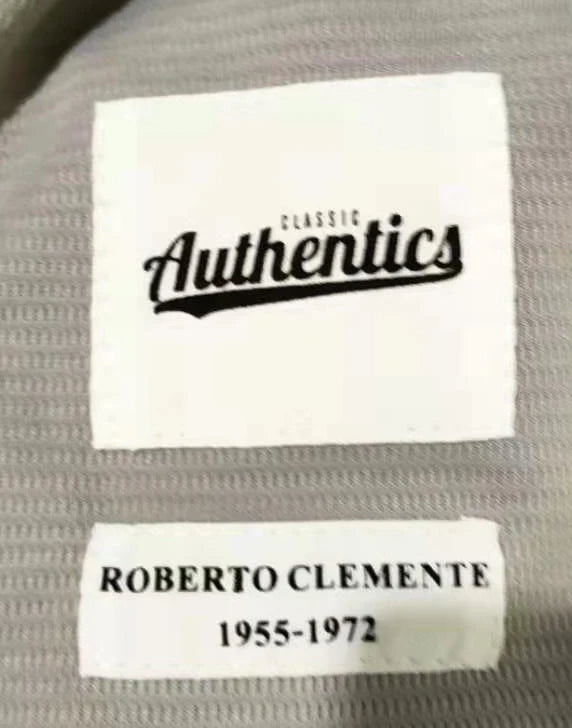 CLASSIC
Authentics
ROBERTO CLEMENTE
1955-1972